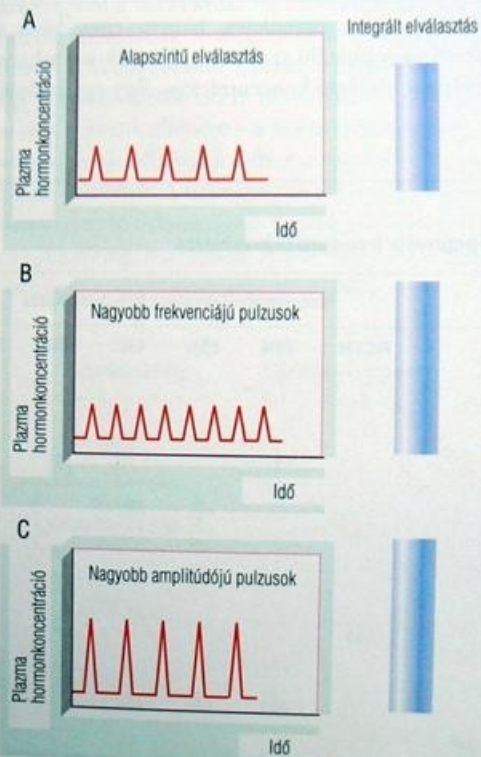 A
Integrált elválasztás
Alapszintű elválasztás
Plazma
hormonkoncentráció
Idő
B
Nagyobb frekvenciájú pulzusok
Plazma
hormonkoncentráció
Idő
C
Nagyobb amplitúdójú pulzusok
Plazma
hormonkoncentráció
Idő